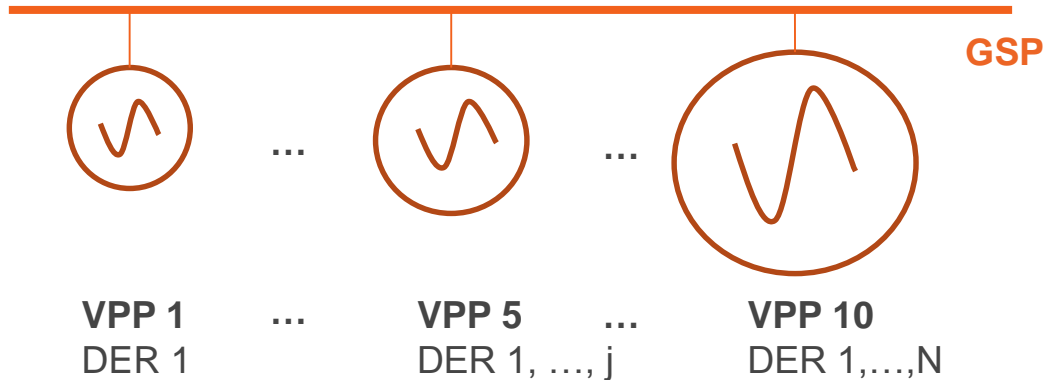 GSP
... ...
VPP 1 ... VPP 5 ... VPP 10
DER 1 DER 1, ..., j DER 1,...,N